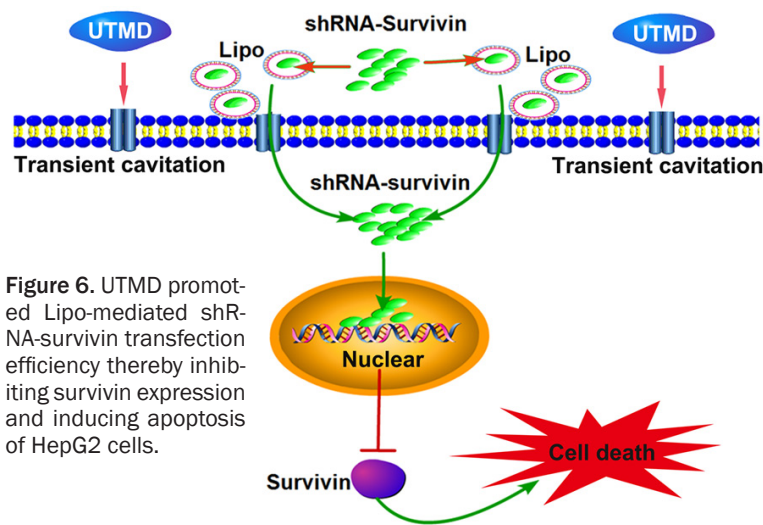 shRNA-Survivin
UTMD
UTMD
Lipo
Lipo
Transient cavitation
Transient cavitation
shRNA-survivin
Figure 6. UTMD promot-
ed Lipo-mediated shR-
NA-survivin transfection
efficiency thereby inhib-
iting survivin expression
and inducing apoptosis
of HepG2 cells.
Nuclear
Cell death
Survivin